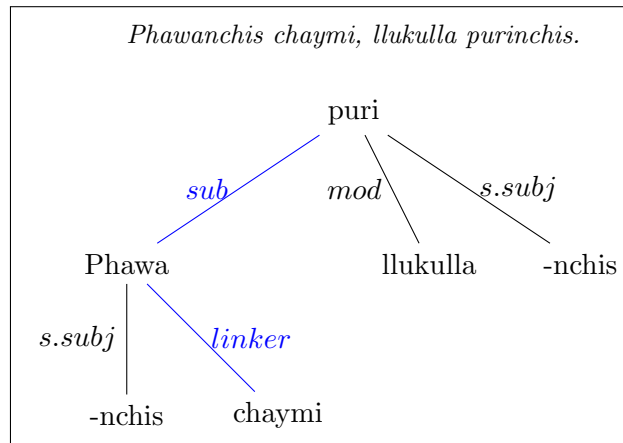 Phawanchis chaymi, llukulla purinchis.
puri
sub mod s.subj
Phawa llukulla -nchis
s.subj linker
-nchis chaymi